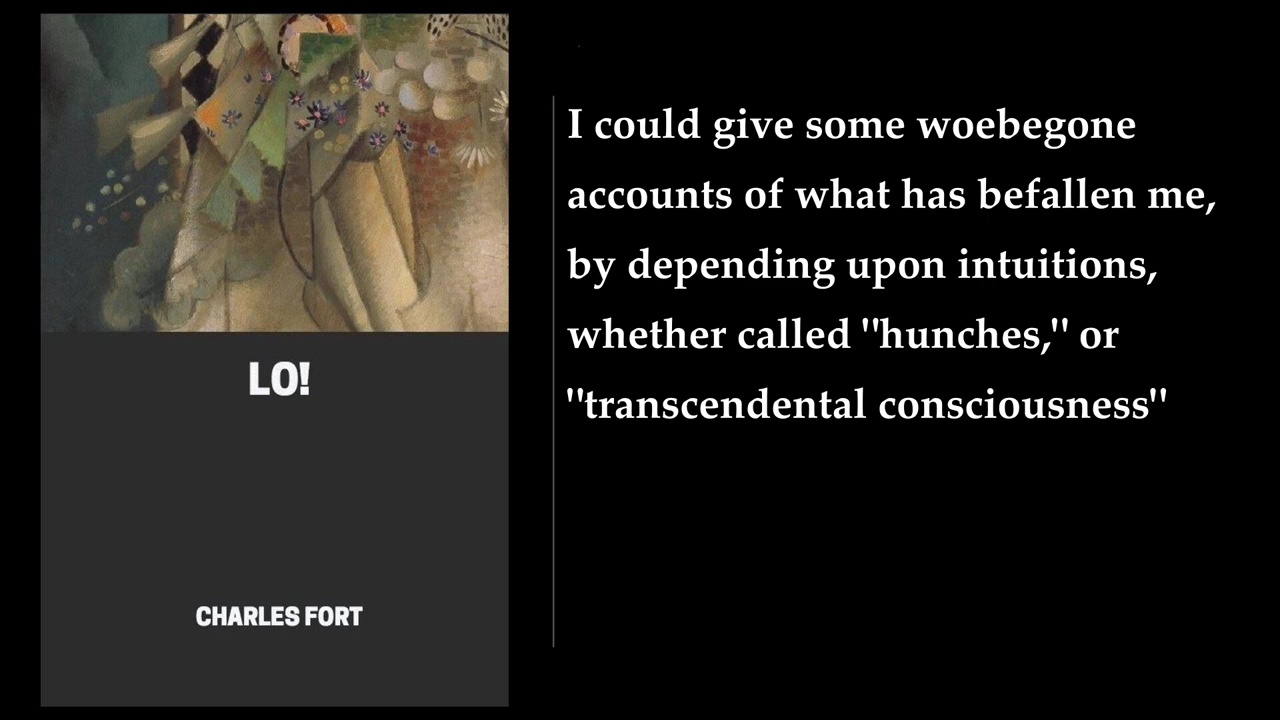 LO!
CHARLES FORT
I could give some woebegone
accounts of what has befallen me,
by depending upon intuitions,
whether called "hunches," or
"transcendental consciousness"